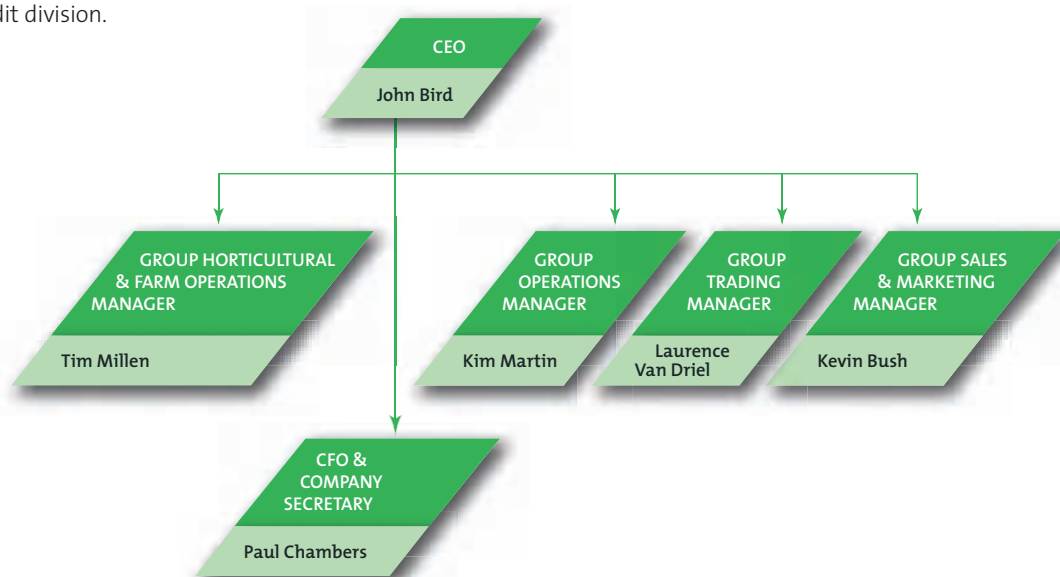 dit division.
CEO
John Bird
GROUP HORTICULTURAL
& FARM OPERATIONS
MANAGER
Tim Millen
GROUP
OPERATIONS
MANAGER
Kim Martin
GROUP
TRADING
MANAGER
Laurence
Van Driel
GROUP SALES
& MARKETING
MANAGER
Kevin Bush
CFO &
COMPANY
SECRETARY
Paul Chambers